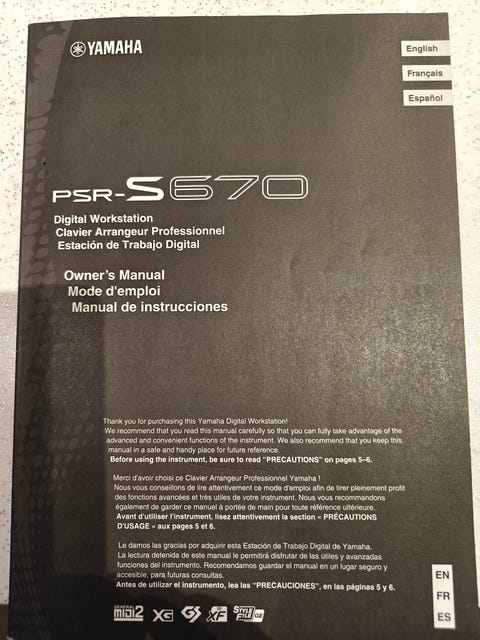 YAMAHA
English
Français
Español
PSR-S670
Digital Workstation
Clavier Arrangeur Professionnel
Estación de Trabajo Digital
Owner's Manual
Mode d'emploi
Manual de instrucciones
Thank you for purchasing this Yamaha Digital Workstation!
We recommend that you read this manual carefully so that you can fully take advantage of the
advanced and convenient functions of the instrument. We also recommend that you keep this
manual in a safe and handy place for future reference.
Before using the instrument, be sure to read "PRECAUTIONS" on pages 5–6.
Merci d'avoir choisi ce Clavier Arrangeur Professional Yamaha !
Nous vous conseillons de lire attentivement ce mode d'emploi afin de tirer pleinement profit
des fonctions avancées et très utiles de votre instrument. Nous vous recommandons
également de garder ce manuel à portée de main pour toute référence ultérieure.
Avant d'utiliser l'instrument, lisez attentivement la section « PRÉCAUTIONS
D'USAGE » aux pages 5 et 6.
Le damos las gracias por adquirir esta Estación de Trabajo Digital de Yamaha.
La lectura detenida de este manual le permitirá disfrutar de las útiles y avanzadas
funciones del instrumento. Recomendamos guardar el manual en un lugar seguro y
accesible, para futuras consultas.
Antes de utilizar el instrumento, lea las "PRECAUCIONES", en las páginas 5 y 6.
EN
FR
ES
GENERAL MIDI2 XG GS XF STYLE FILE GE